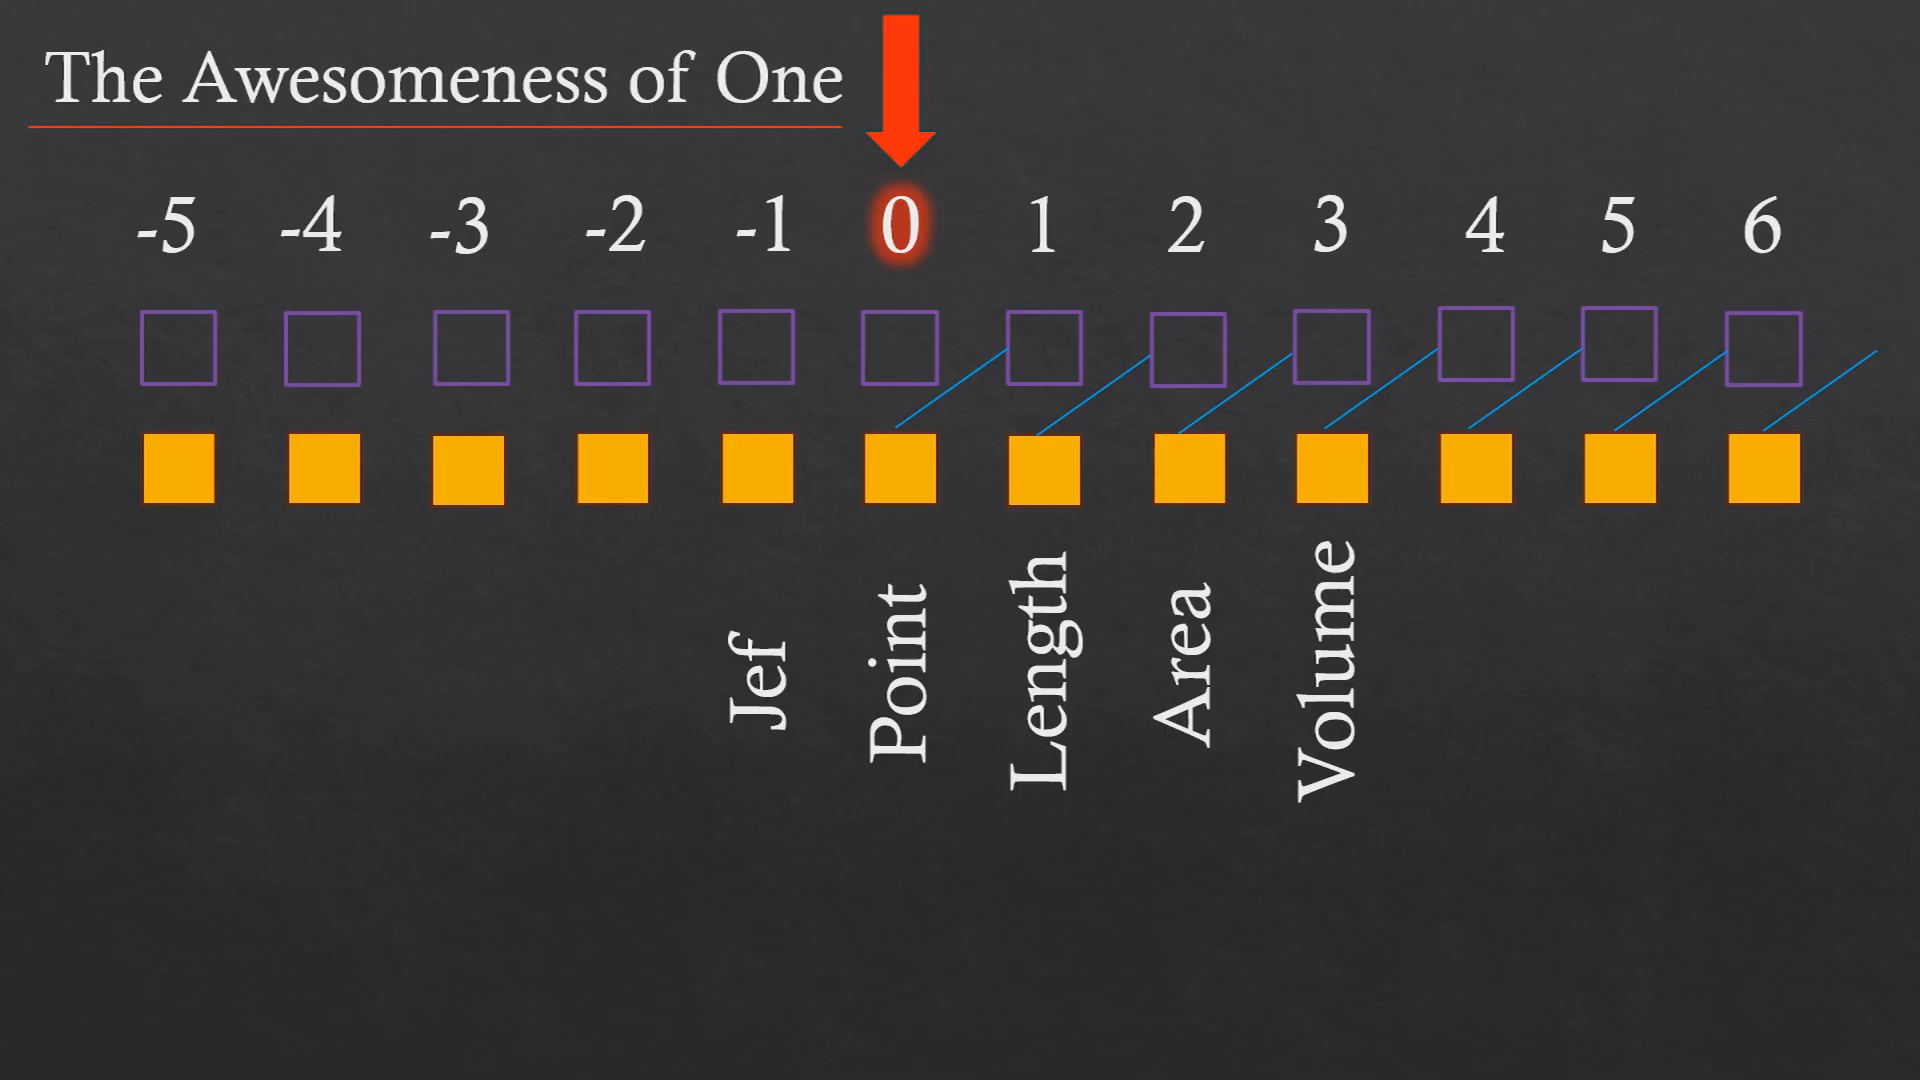 The Awesomeness of One
-5 -4 -3 -2 -1 0 1 2 3 4 5 6
Jef
Point
Length
Area
Volume